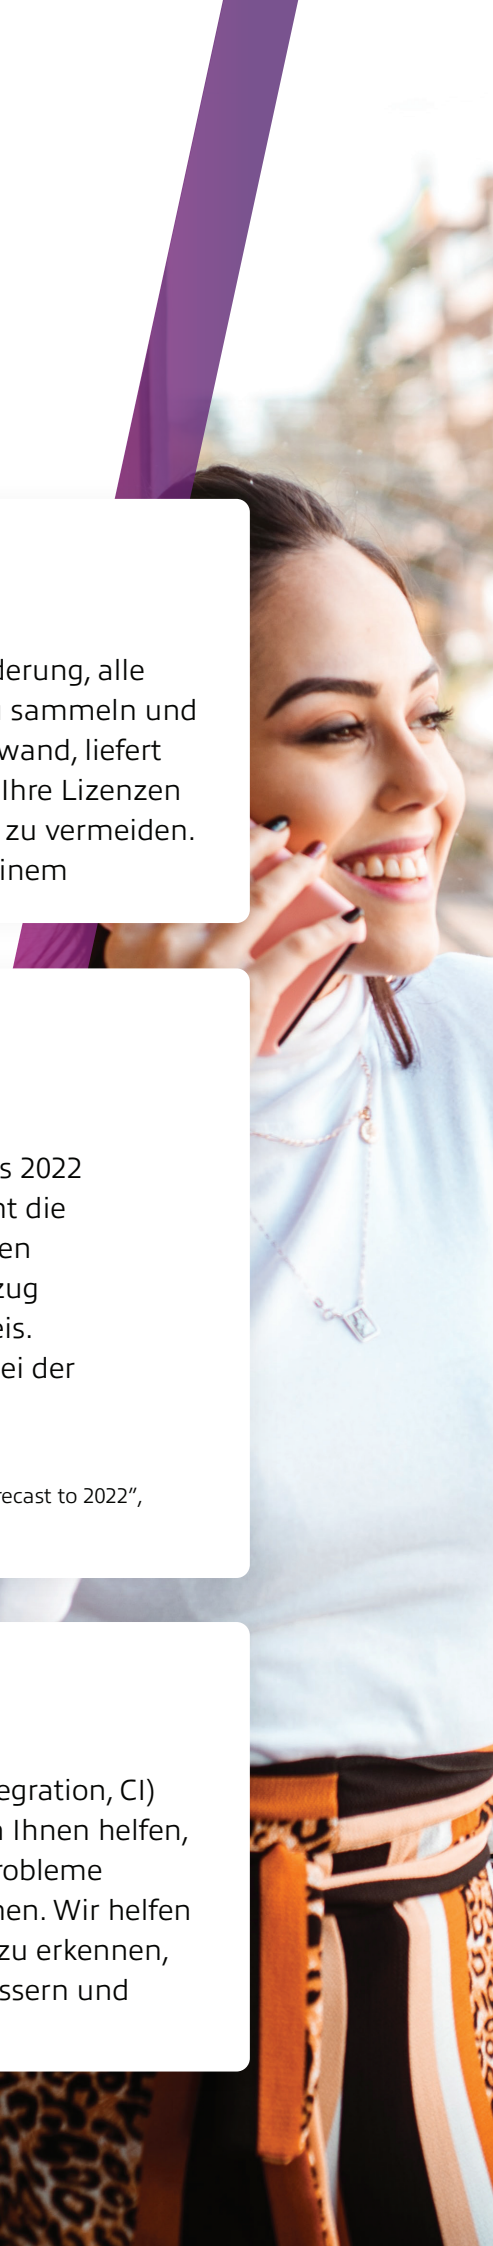 derung, alle
sammeln und
wand, liefert
Ihre Lizenzen
zu vermeiden.
inem
s 2022
nt die
en
zug
eis.
ei der
recast to 2022”,
egration, CI)
Ihnen helfen,
robleme
nen. Wir helfen
zu erkennen,
ssern und